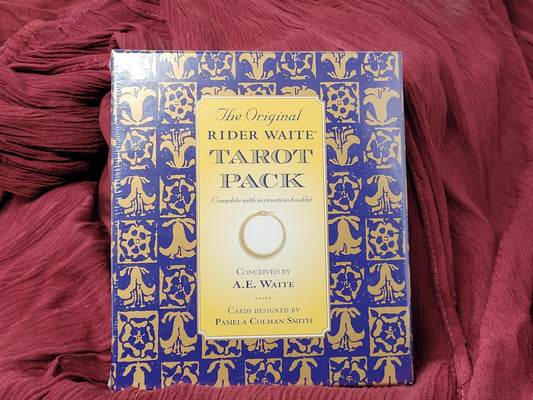 The Original
RIDER WAITE®
TAROT
PACK
Complete with instruction booklet
CONCEIVED BY
A.E. WAITE
.....
CARDS DESIGNED BY
PAMELA COLMAN SMITH